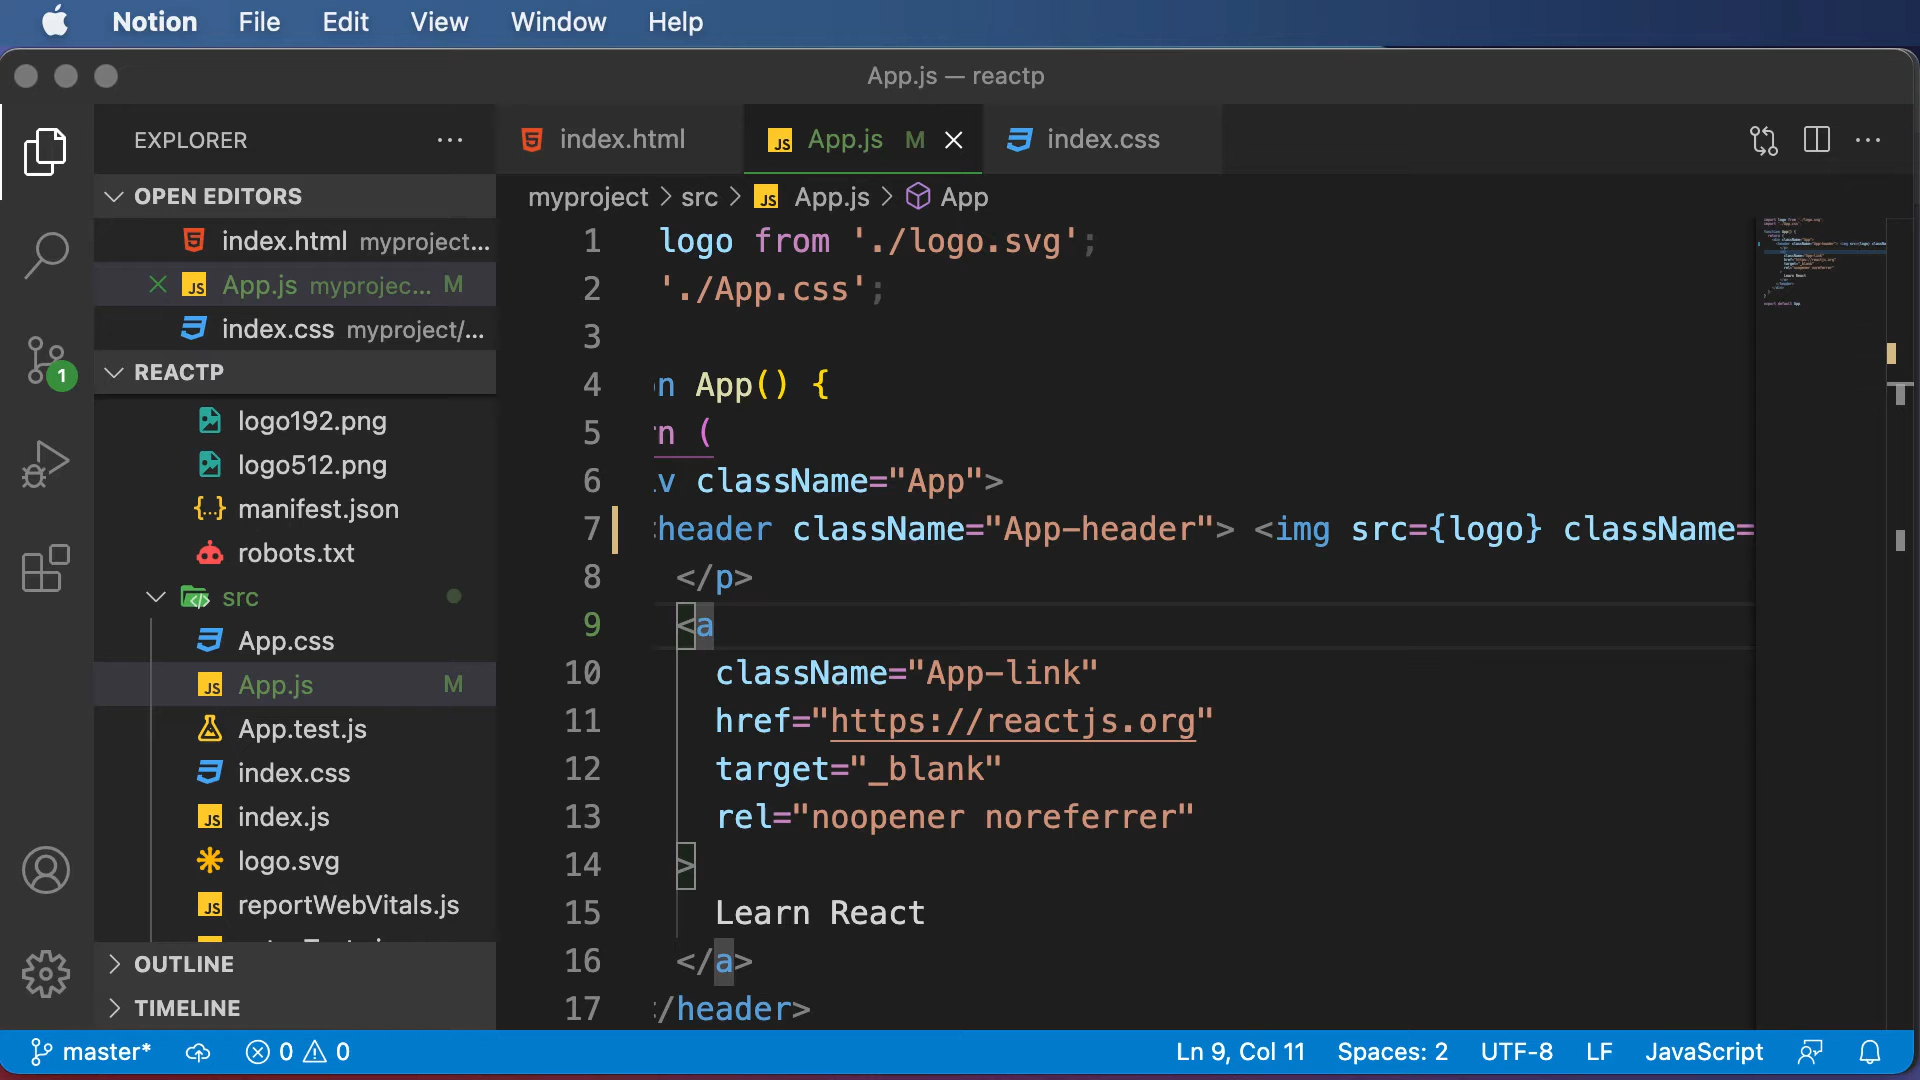 Notion File Edit View Window Help
App.js — reactp
EXPLORER
index.html
App.js M
index.css
OPEN EDITORS
index.html myproject...
App.js myprojec... M
index.css myproject/...
REACTP
logo192.png
logo512.png
manifest.json
robots.txt
src
App.css
App.js M
App.test.js
index.css
index.js
logo.svg
reportWebVitals.js
OUTLINE
TIMELINE
1
myproject > src > App.js > App
1 logo from './logo.svg';
2 './App.css';
3
4 n App() {
5 rn (
6 v className="App">
7 header className="App-header"> <img src={logo} className=
8 </p>
9 <a
10 className="App-link"
11 href="https://reactjs.org"
12 target="_blank"
13 rel="noopener noreferrer"
14 >
15 Learn React
16 </a>
17 /header>
master* 0 0 Ln 9, Col 11 Spaces: 2 UTF-8 LF JavaScript